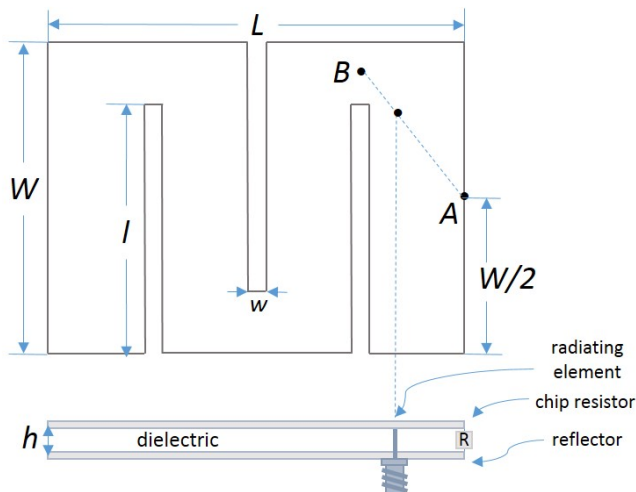 L
B
W
l
A
W/2
w
radiating
element
chip resistor
h
dielectric
R
reflector